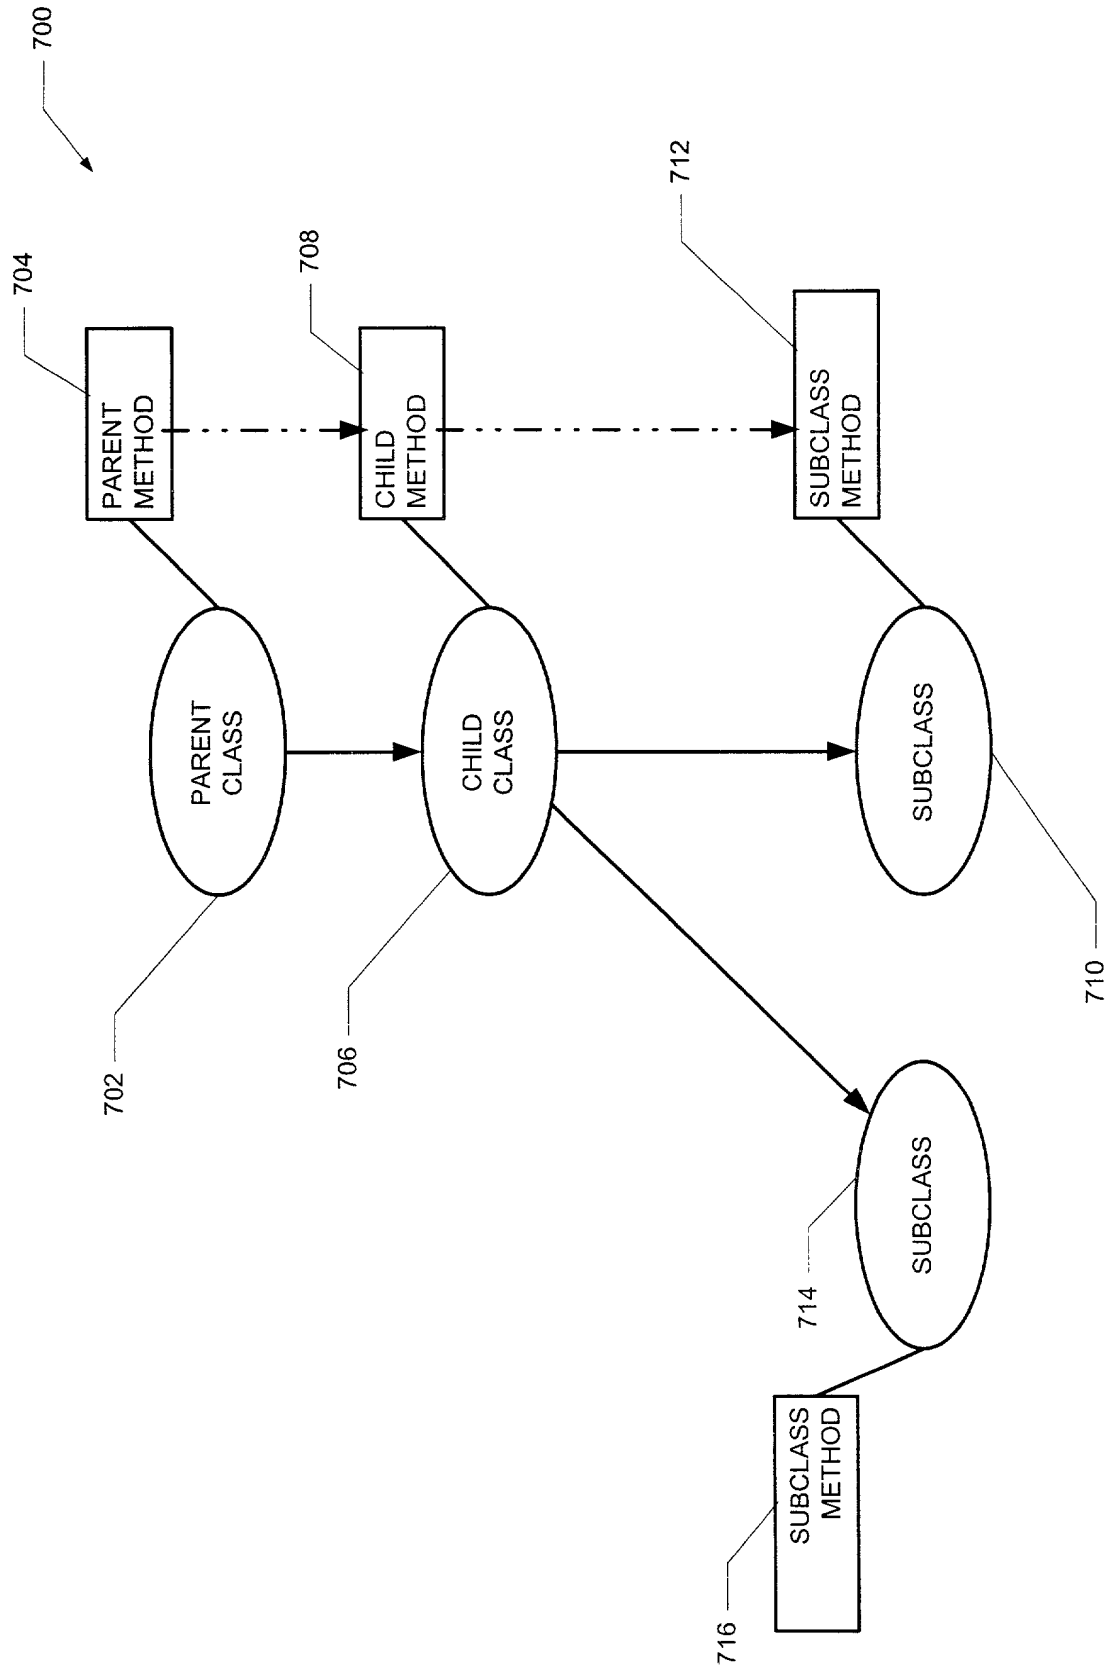 700
704
PARENT
METHOD
PARENT
CLASS
702
708
CHILD
METHOD
CHILD
CLASS
706
712
SUBCLASS
METHOD
SUBCLASS
710
714
SUBCLASS
SUBCLASS
METHOD
716